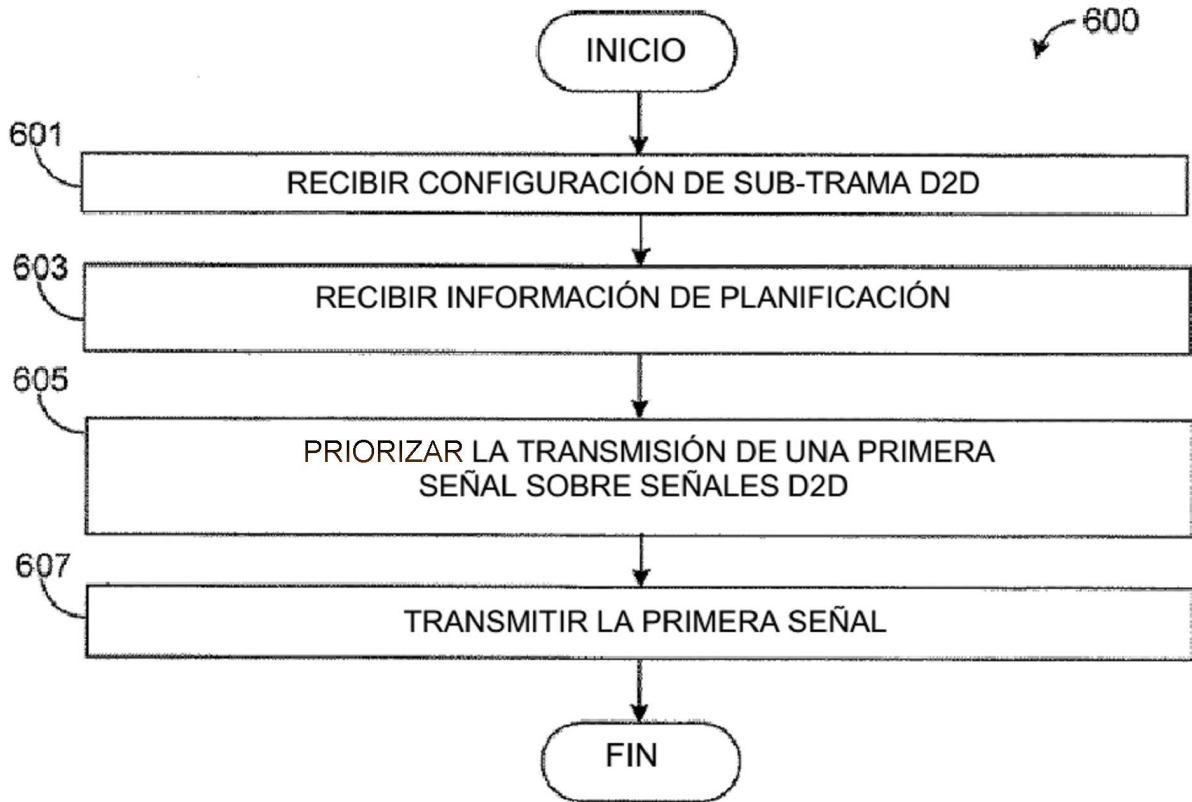 600
INICIO
601
RECIBIR CONFIGURACIÓN DE SUB-TRAMA D2D
603
RECIBIR INFORMACIÓN DE PLANIFICACIÓN
605
PRIORIZAR LA TRANSMISIÓN DE UNA PRIMERA
SEÑAL SOBRE SEÑALES D2D
607
TRANSMITIR LA PRIMERA SEÑAL
FIN